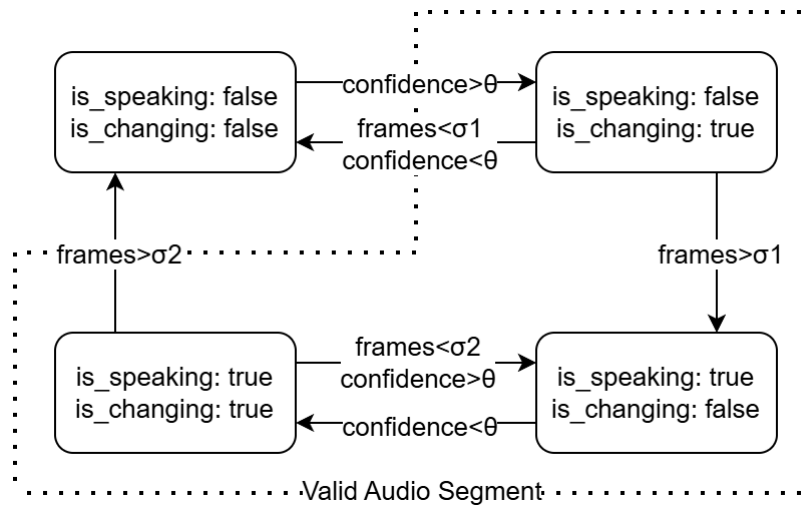 is_speaking: false
is_changing: false
confidence>θ
frames<σ1
confidence<θ
is_speaking: false
is_changing: true
frames>σ2
frames>σ1
is_speaking: true
is_changing: true
frames<σ2
confidence>θ
confidence<θ
is_speaking: true
is_changing: false
Valid Audio Segment